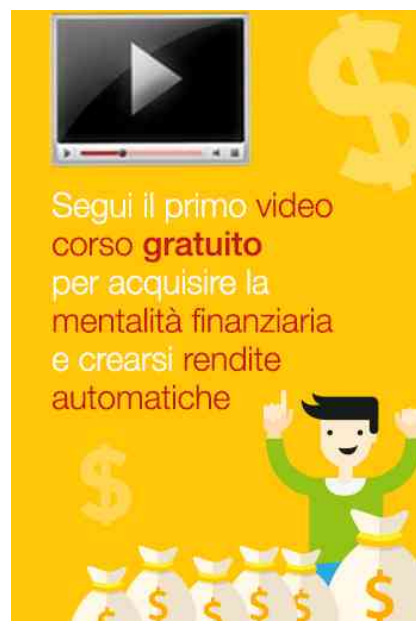 Segui il primo video
corso gratuito
per acquisire la
mentalità finanziaria
e crearsi rendite
automatiche
$
$
$ $ $ $ $ $